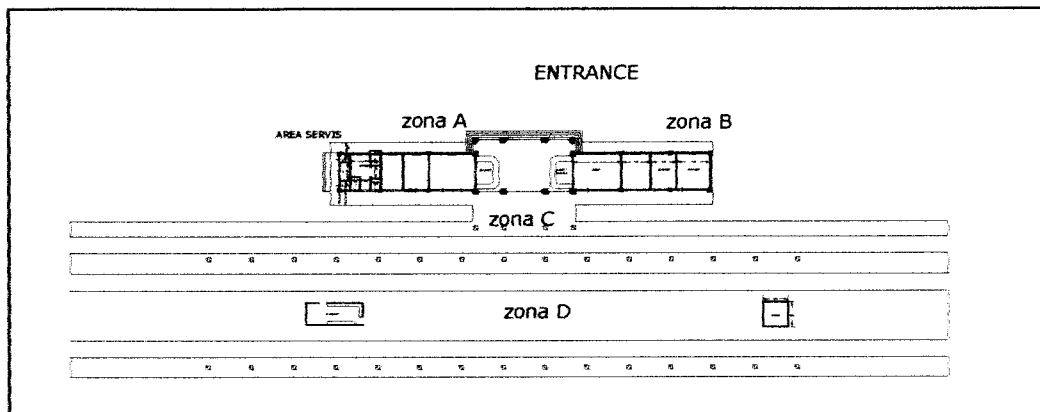 ENTRANCE
zona A
zona B
AREA SERVIS
zona C
zona D